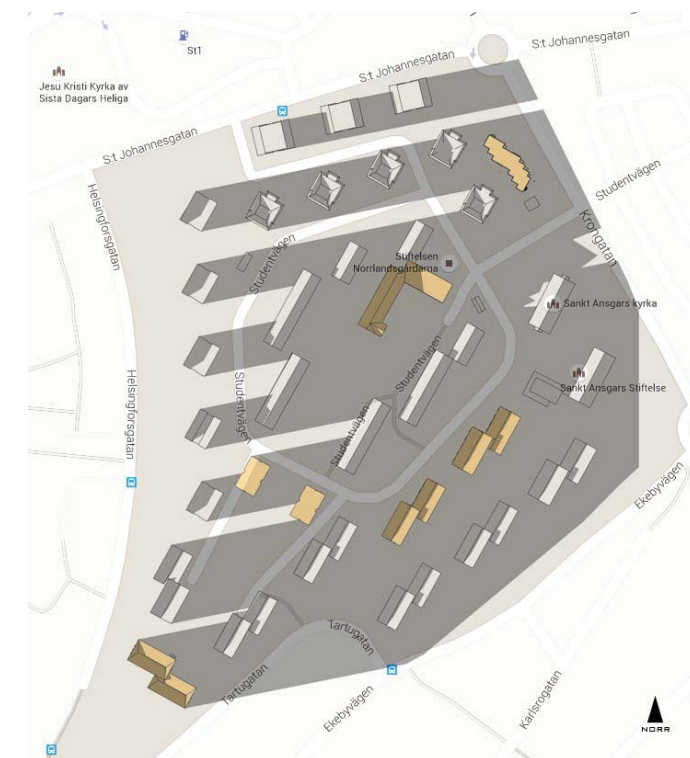 St1
S:t Johannesgatan
S:t Johannesgatan
Jesu Kristi Kyrka av
Sista Dagars Heliga
S:t Johannesgatan
Studentvägen
Helsingforsgatan
Krongatan
Studentvägen
Stiftelsen
Norrlandsgårdarna
Sankt Ansgars kyrka
Studentvägen
Helsingforsgatan
Studentvägen
Sankt Ansgars Stiftelse
Studentvägen
Ekebyvägen
Tartugatan
Tartugatan
Ekebyvägen
Karlsrogatan
NORR